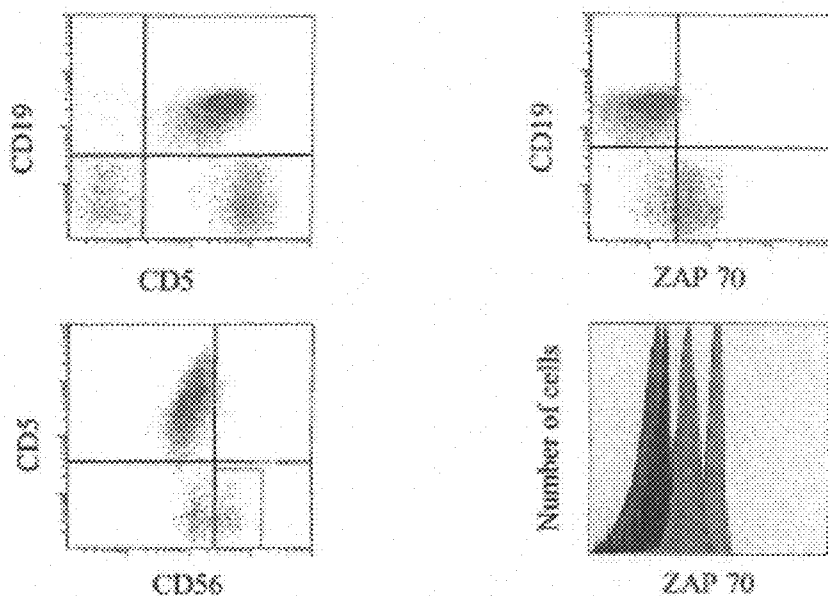 CD19
CD5
CD19
ZAP 70
CD5
CD56
Number of cells
ZAP 70